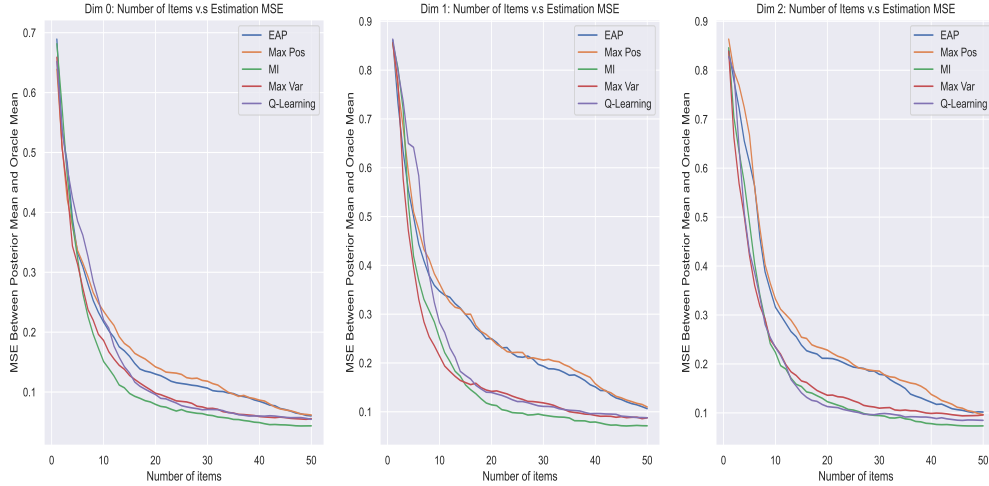 Dim 0: Number of Items v.s Estimation MSE
MSE Between Posterior Mean and Oracle Mean
0.7
0.6
0.5
0.4
0.3
0.2
0.1
EAP
Max Pos
MI
Max Var
Q-Learning
0 10 20 30 40 50
Number of items
Dim 1: Number of Items v.s Estimation MSE
MSE Between Posterior Mean and Oracle Mean
0.9
0.8
0.7
0.6
0.5
0.4
0.3
0.2
0.1
EAP
Max Pos
MI
Max Var
Q-Learning
0 10 20 30 40 50
Number of items
Dim 2: Number of Items v.s Estimation MSE
MSE Between Posterior Mean and Oracle Mean
0.9
0.8
0.7
0.6
0.5
0.4
0.3
0.2
0.1
EAP
Max Pos
MI
Max Var
Q-Learning
0 10 20 30 40 50
Number of items